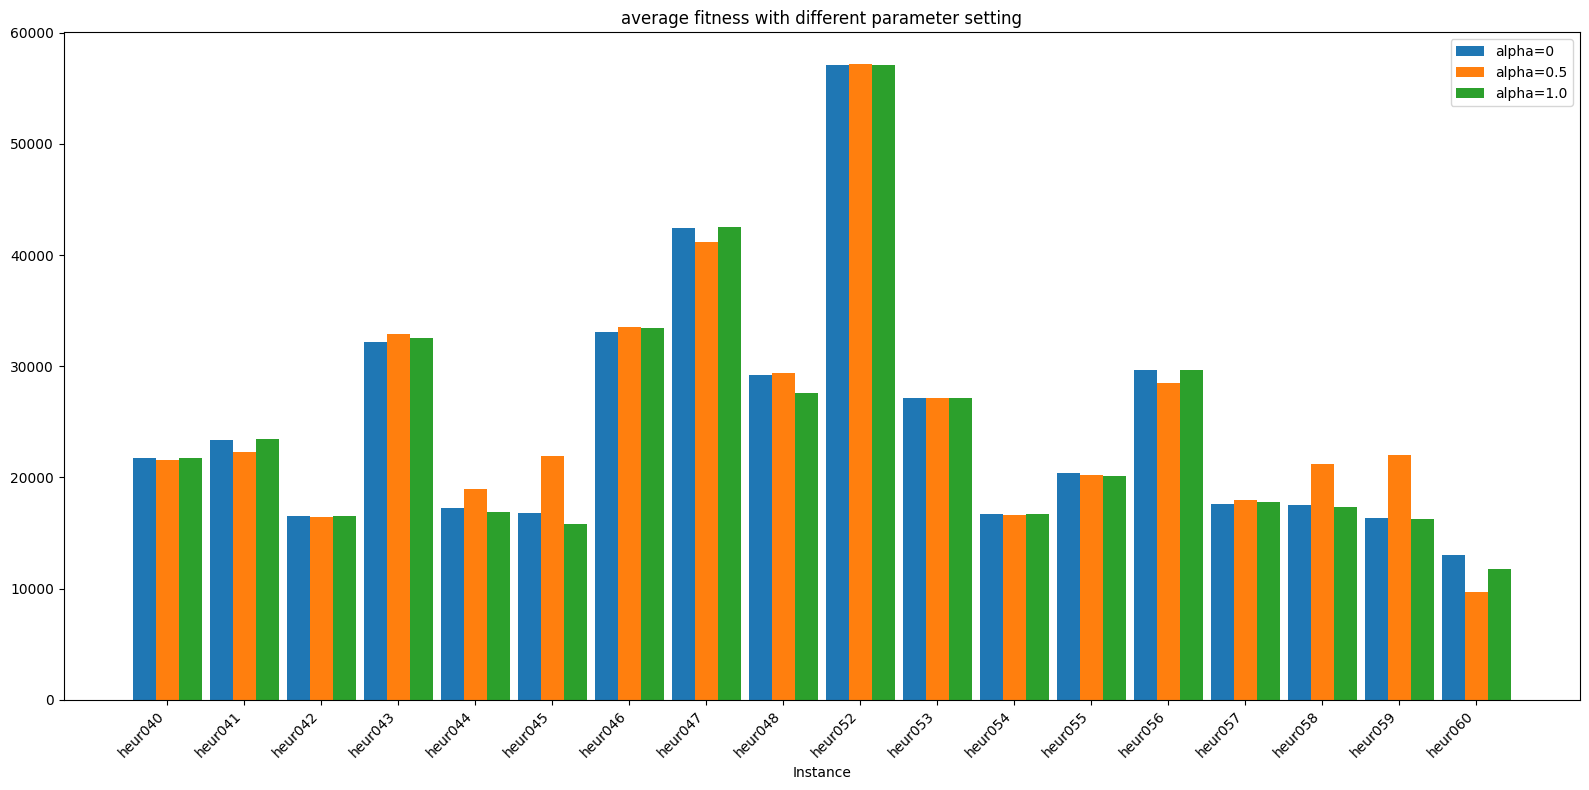 average fitness with different parameter setting
60000
50000
40000
30000
20000
10000
0
alpha=0
alpha=0.5
alpha=1.0
heur040
heur041
heur042
heur043
heur044
heur045
heur046
heur047
heur048
heur052
heur053
heur054
heur055
heur056
heur057
heur058
heur059
heur060
Instance